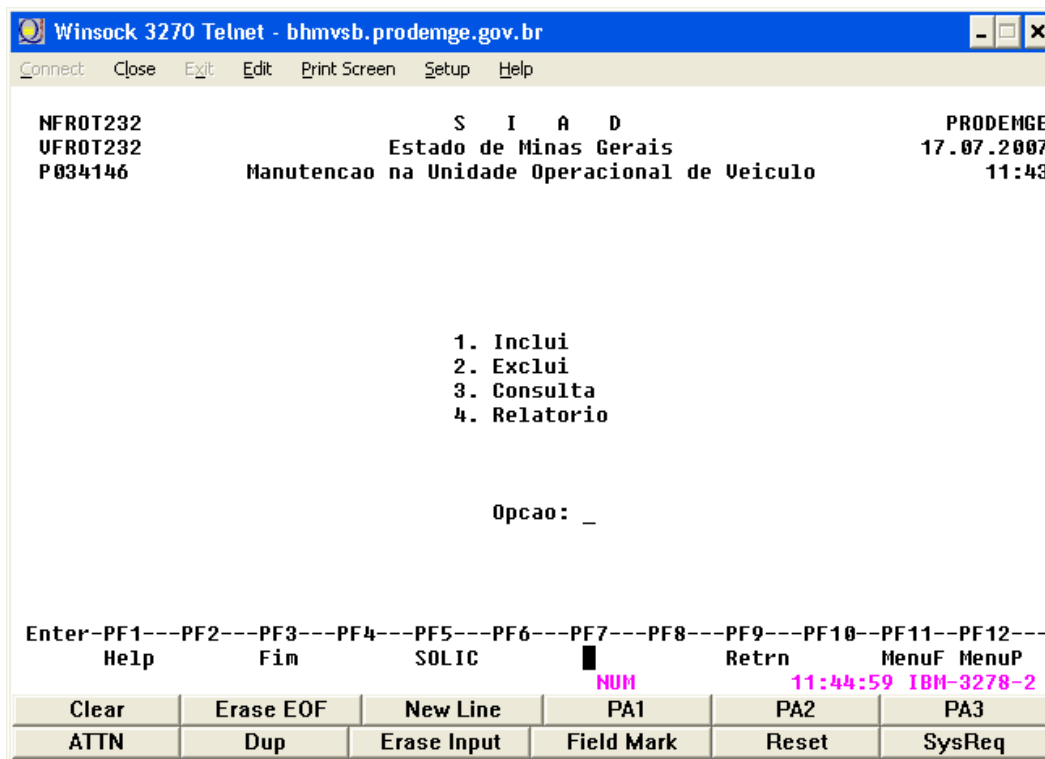 Winsock 3270 Telnet - bhmvsb.prodemge.gov.br
Connect Close Exit Edit Print Screen Setup Help
NFROT232 S I A D PRODEMGE
VFROT232 Estado de Minas Gerais 17.07.2007
P034146 Manutencao na Unidade Operacional de Veiculo 11:43
1. Inclui
2. Exclui
3. Consulta
4. Relatorio
Opcao: _
Enter-PF1---PF2---PF3---PF4---PF5---PF6---PF7---PF8---PF9---PF10--PF11--PF12---
Help Fim SOLIC Retrn MenuF MenuP
NUM 11:44:59 IBM-3278-2
Clear Erase EOF New Line PA1 PA2 PA3
ATTN Dup Erase Input Field Mark Reset SysReq